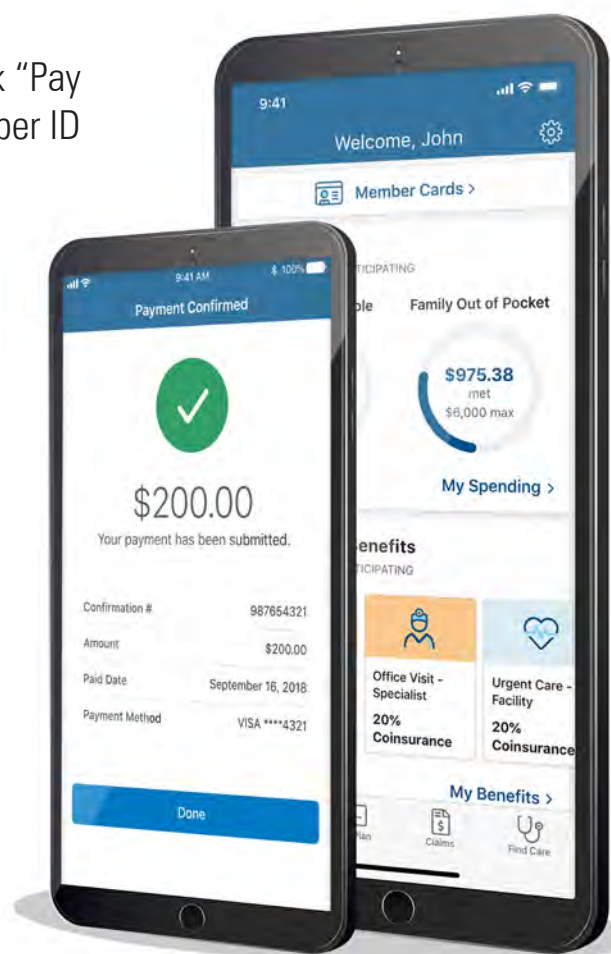 k “Pay
ber ID
9:41
Welcome, John
Member Cards >
TICIPATING
ble
Family Out of Pocket
$975.38
met
$6,000 max
My Spending >
enefits
TICIPATING
Office Visit -
Specialist
20%
Coinsurance
Urgent Care -
Facility
20%
Coinsurance
My Benefits >
Plan
Claims
Find Care
9:41 AM
100%
Payment Confirmed
$200.00
Your payment has been submitted.
Confirmation #
987654321
Amount
$200.00
Paid Date
September 16, 2018
Payment Method
VISA ****4321
Done